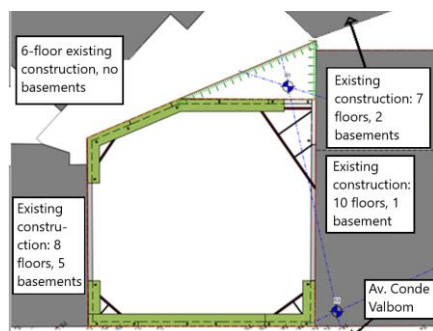 6-floor existing
construction, no
basements
Existing
construction: 7
floors, 2
basements
Existing
construction:
10 floors, 1
basement
Existing
constru-
ction: 8
floors, 5
basements
Av. Conde
Valbom